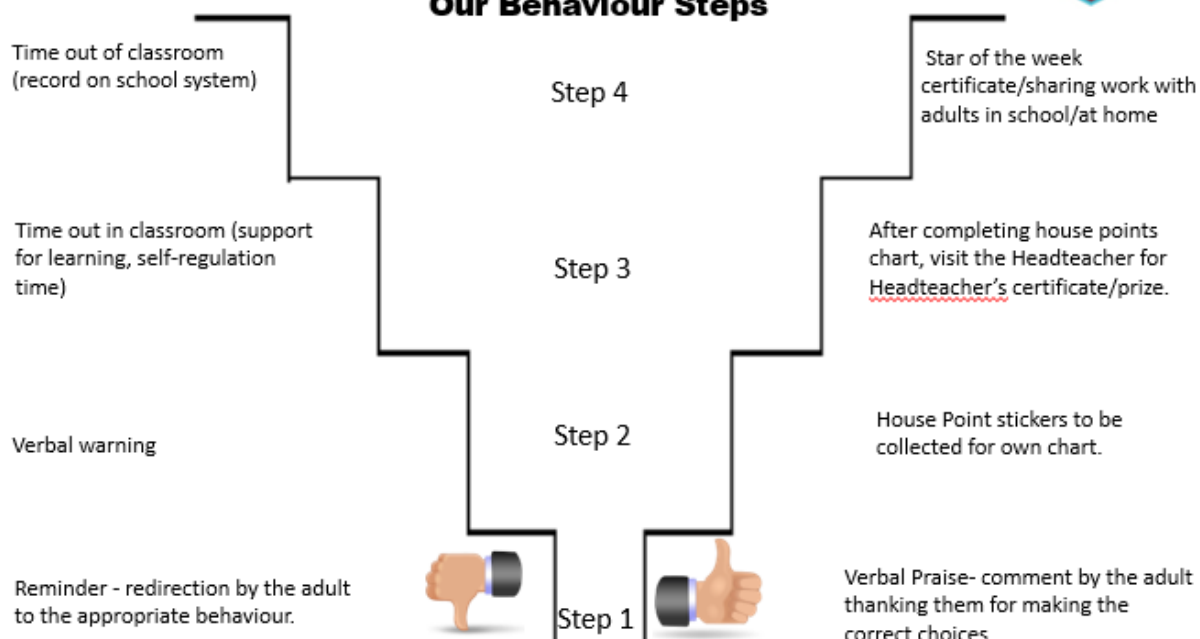 Our Behaviour Steps
Time out of classroom
(record on school system)
Step 4
Star of the week
certificate/sharing work with
adults in school/at home
Time out in classroom (support
for learning, self-regulation
time)
Step 3
After completing house points
chart, visit the Headteacher for
Headteacher’s certificate/prize.
Verbal warning
Step 2
House Point stickers to be
collected for own chart.
Reminder - redirection by the adult
to the appropriate behaviour.
Step 1
Verbal Praise- comment by the adult
thanking them for making the
correct choices